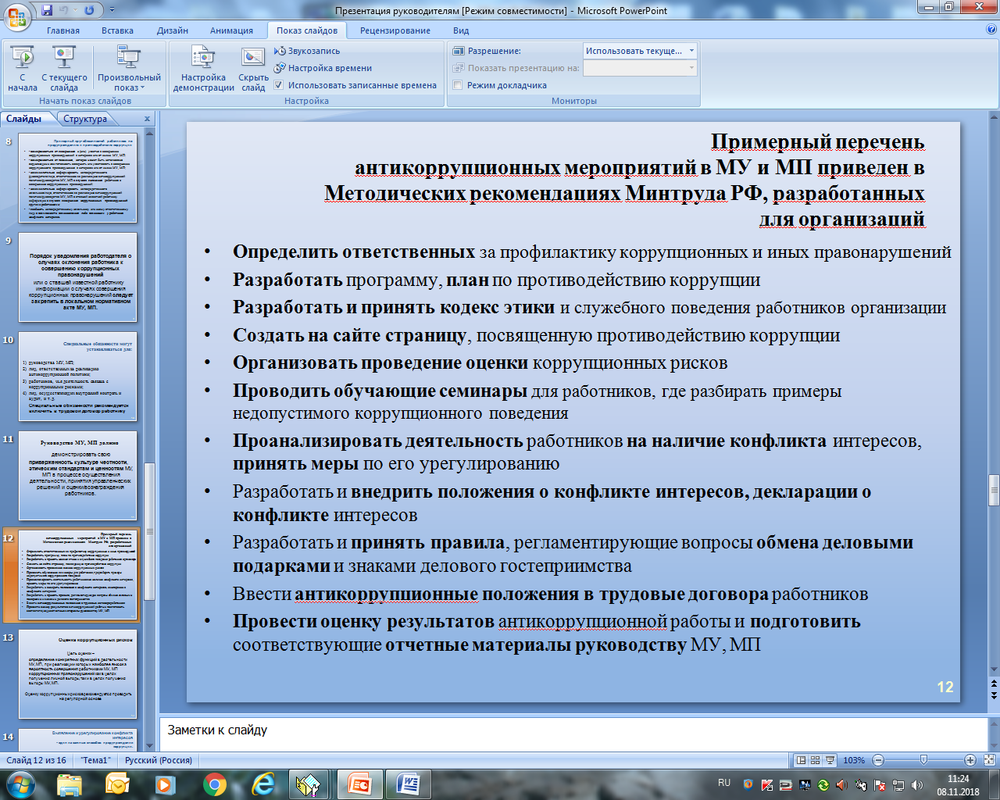 Презентация руководителям [Режим совместимости] - Microsoft PowerPoint
Главная Вставка Дизайн Анимация Показ слайдов Рецензирование Вид
С начала
С текущего слайда
Произвольный показ
Начать показ слайдов
Настройка демонстрации
Скрыть слайд
Звукозапись
Настройка времени
Использовать записанные времена
Настройка
Разрешение: Использовать текуще...
Показать презентацию на:
Режим докладчика
Мониторы
Слайды Структура x
8
9
Порядок уведомления работодателя о
случаях склонения работника к
совершению коррупционных
правонарушений
или о ставшей известной работнику
информации о случаях совершения
коррупционных правонарушений следует
закрепить в локальном нормативном
акте МУ, МП.
10
Специальные обязанности могут
устанавливаться для:
1) руководства МУ, МП;
2) лиц, ответственных за реализацию
антикоррупционной политики;
3) работников, чья деятельность связана с
коррупционными рисками;
4) лиц, осуществляющих внутренний контроль и
аудит, и т.д.
Специальные обязанности рекомендуется
включить в трудовой договор работнику
11
Руководство МУ, МП должно
демонстрировать свою
приверженность культуре честности,
этическим стандартам и ценностям МУ,
МП в процессе осуществления
деятельности, принятия управленческих
решений и оценки/вознаграждения
работников.
12
13
Оценка коррупционных рисков
Цель оценки –
определение конкретных функций в деятельности
МУ, МП, при реализации которых наиболее высока
вероятность совершения работниками МУ, МП
коррупционных правонарушений как в целях
получения личной выгоды, так и в целях получения
выгоды МУ, МП.
Оценку коррупционных рисков рекомендуется проводить
на регулярной основе
14
Выявление и урегулирование конфликта
интересов
- один из важных способов предупреждения
коррупции.
Примерный перечень
антикоррупционных мероприятий в МУ и МП приведен в
Методических рекомендациях Минтруда РФ, разработанных
для организаций
• Определить ответственных за профилактику коррупционных и иных правонарушений
• Разработать программу, план по противодействию коррупции
• Разработать и принять кодекс этики и служебного поведения работников организации
• Создать на сайте страницу, посвященную противодействию коррупции
• Организовать проведение оценки коррупционных рисков
• Проводить обучающие семинары для работников, где разбирать примеры
недопустимого коррупционного поведения
• Проанализировать деятельность работников на наличие конфликта интересов,
принять меры по его урегулированию
• Разработать и внедрить положения о конфликте интересов, декларации о
конфликте интересов
• Разработать и принять правила, регламентирующие вопросы обмена деловыми
подарками и знаками делового гостеприимства
• Ввести антикоррупционные положения в трудовые договора работников
• Провести оценку результатов антикоррупционной работы и подготовить
соответствующие отчетные материалы руководству МУ, МП
12
Заметки к слайду
Слайд 12 из 16 "Тема1" Русский (Россия) 103%
RU 11:24
08.11.2018